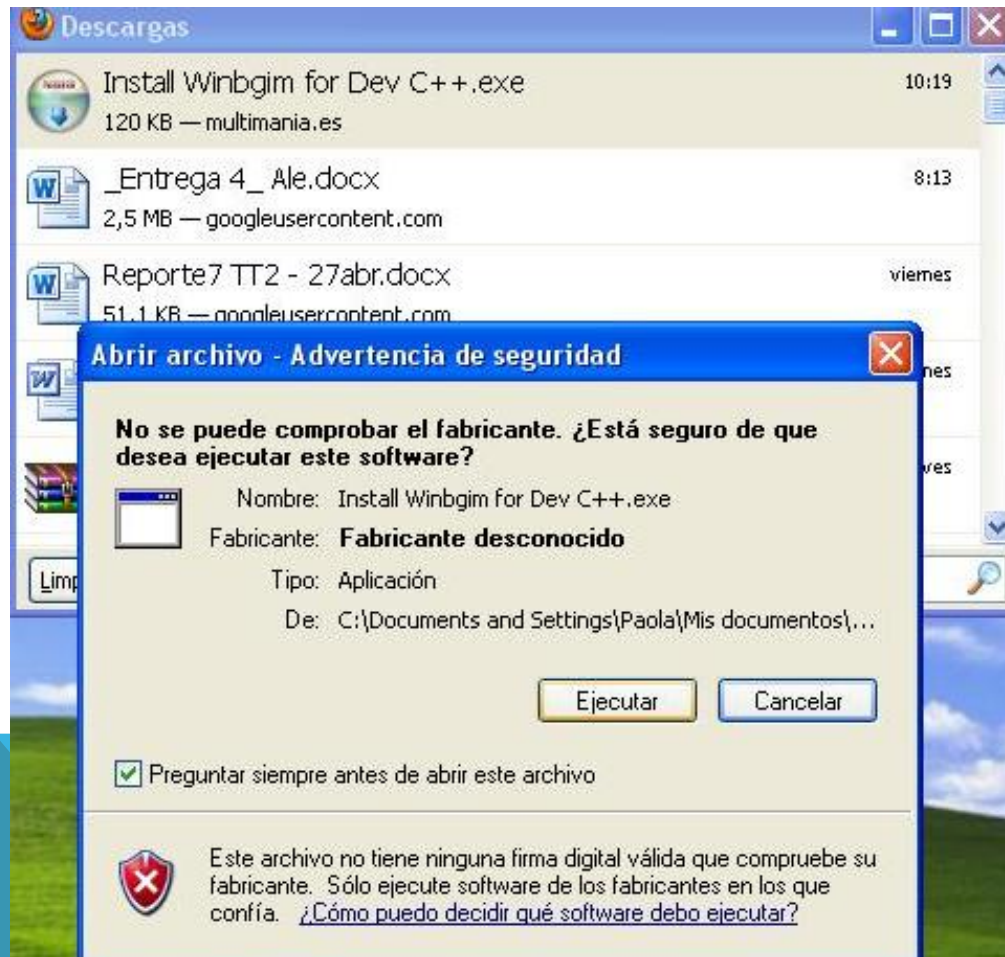 Descargas
Install Winbgim for Dev C++.exe
10:19
120 KB — multimania.es
_Entrega 4_ Ale.docx
8:13
2,5 MB — googleusercontent.com
Reporte7 TT2 - 27abr.docx
viernes
51,1 KB — googleusercontent.com
Abrir archivo - Advertencia de seguridad
No se puede comprobar el fabricante. ¿Está seguro de que
desea ejecutar este software?
Nombre: Install Winbgim for Dev C++.exe
Fabricante: Fabricante desconocido
Tipo: Aplicación
De: C:\Documents and Settings\Paola\Mis documentos\...
Ejecutar
Cancelar
Preguntar siempre antes de abrir este archivo
Este archivo no tiene ninguna firma digital válida que compruebe su
fabricante. Sólo ejecute software de los fabricantes en los que
confía. ¿Cómo puedo decidir qué software debo ejecutar?